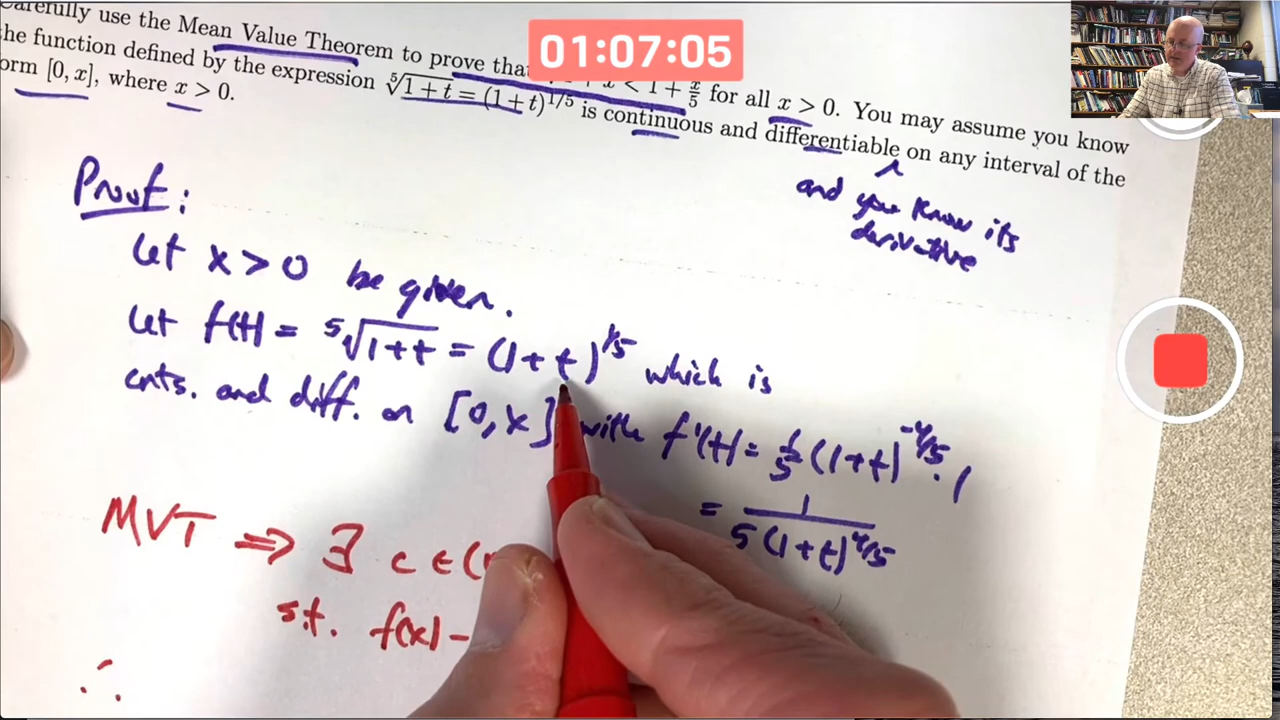 Carefully use the Mean Value Theorem to prove that < 1 + x/5 for all x > 0. You may assume you know
the function defined by the expression ⁵√1+t = (1+t)^1/5 is continuous and differentiable on any interval of the
form [0, x], where x > 0.
^
and you know its
derivative
Proof:
Let x > 0 be given.
Let f(t) = ⁵√1+t = (1+t)^1/5 which is
cnts. and diff. on [0, x] with f'(t) = 1/5 (1+t)^-4/5 · 1
= 1/5(1+t)^4/5
MVT ⇒ ∃ c ∈ (
s.t. f(x) -
∴
01:07:05